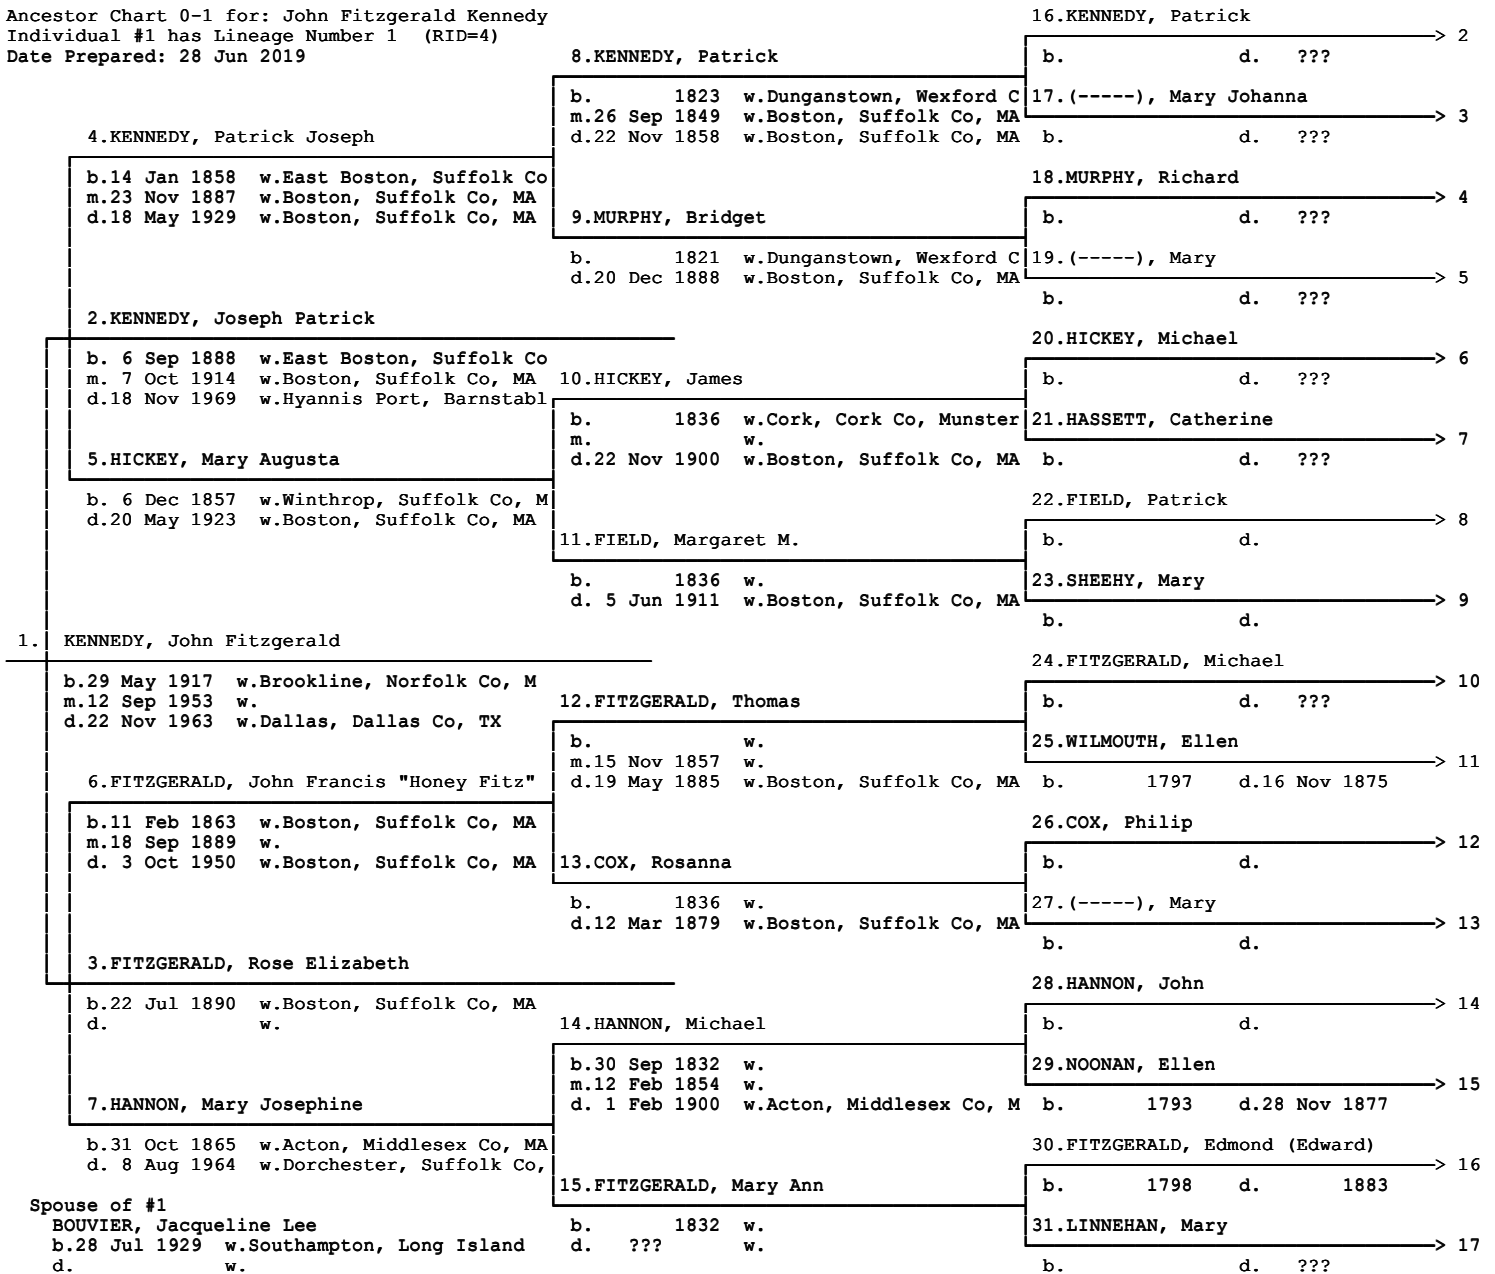 Ancestor Chart 0-1 for: John Fitzgerald Kennedy
16.KENNEDY, Patrick
Individual #1 has Lineage Number 1 (RID=4)
> 2
Date Prepared: 28 Jun 2019
8.KENNEDY, Patrick
b. d. ???
b. 1823 w.Dunganstown, Wexford C
17.(-----), Mary Johanna
m.26 Sep 1849 w.Boston, Suffolk Co, MA
> 3
4.KENNEDY, Patrick Joseph
d.22 Nov 1858 w.Boston, Suffolk Co, MA
b. d. ???
b.14 Jan 1858 w.East Boston, Suffolk Co
18.MURPHY, Richard
m.23 Nov 1887 w.Boston, Suffolk Co, MA
> 4
d.18 May 1929 w.Boston, Suffolk Co, MA
9.MURPHY, Bridget
b. d. ???
b. 1821 w.Dunganstown, Wexford C
19.(-----), Mary
d.20 Dec 1888 w.Boston, Suffolk Co, MA
> 5
b. d. ???
2.KENNEDY, Joseph Patrick
20.HICKEY, Michael
b. 6 Sep 1888 w.East Boston, Suffolk Co
> 6
m. 7 Oct 1914 w.Boston, Suffolk Co, MA
10.HICKEY, James
b. d. ???
d.18 Nov 1969 w.Hyannis Port, Barnstabl
b. 1836 w.Cork, Cork Co, Munster
21.HASSETT, Catherine
m. w.
> 7
5.HICKEY, Mary Augusta
d.22 Nov 1900 w.Boston, Suffolk Co, MA
b. d. ???
b. 6 Dec 1857 w.Winthrop, Suffolk Co, M
22.FIELD, Patrick
d.20 May 1923 w.Boston, Suffolk Co, MA
> 8
11.FIELD, Margaret M.
b. d.
b. 1836 w.
23.SHEEHY, Mary
d. 5 Jun 1911 w.Boston, Suffolk Co, MA
> 9
b. d.
1. KENNEDY, John Fitzgerald
24.FITZGERALD, Michael
b.29 May 1917 w.Brookline, Norfolk Co, M
> 10
m.12 Sep 1953 w.
12.FITZGERALD, Thomas
b. d. ???
d.22 Nov 1963 w.Dallas, Dallas Co, TX
b. w.
25.WILMOUTH, Ellen
m.15 Nov 1857 w.
> 11
6.FITZGERALD, John Francis "Honey Fitz"
d.19 May 1885 w.Boston, Suffolk Co, MA
b. 1797 d.16 Nov 1875
b.11 Feb 1863 w.Boston, Suffolk Co, MA
26.COX, Philip
m.18 Sep 1889 w.
> 12
d. 3 Oct 1950 w.Boston, Suffolk Co, MA
13.COX, Rosanna
b. d.
b. 1836 w.
27.(-----), Mary
d.12 Mar 1879 w.Boston, Suffolk Co, MA
> 13
b. d.
3.FITZGERALD, Rose Elizabeth
28.HANNON, John
b.22 Jul 1890 w.Boston, Suffolk Co, MA
> 14
d. w.
14.HANNON, Michael
b. d.
b.30 Sep 1832 w.
29.NOONAN, Ellen
m.12 Feb 1854 w.
> 15
7.HANNON, Mary Josephine
d. 1 Feb 1900 w.Acton, Middlesex Co, M
b. 1793 d.28 Nov 1877
b.31 Oct 1865 w.Acton, Middlesex Co, MA
30.FITZGERALD, Edmond (Edward)
d. 8 Aug 1964 w.Dorchester, Suffolk Co,
> 16
15.FITZGERALD, Mary Ann
b. 1798 d. 1883
Spouse of #1
BOUVIER, Jacqueline Lee
b. 1832 w.
31.LINNEHAN, Mary
b.28 Jul 1929 w.Southampton, Long Island
d. ??? w.
> 17
d. w.
b. d. ???